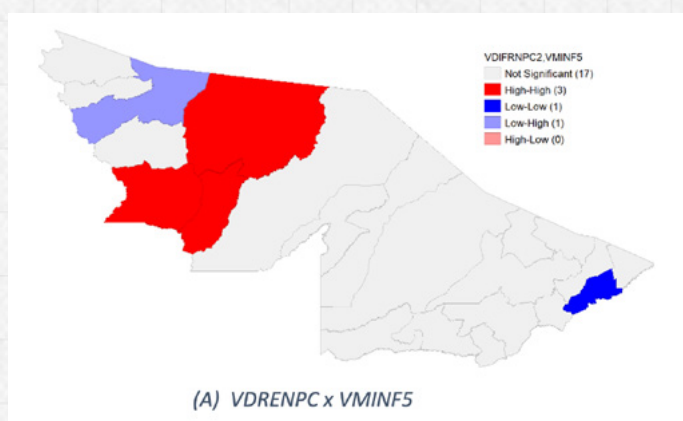 VDIFRNPC2,VMINF5
Not Significant (17)
High-High (3)
Low-Low (1)
Low-High (1)
High-Low (0)
(A) VDRENPC x VMINF5